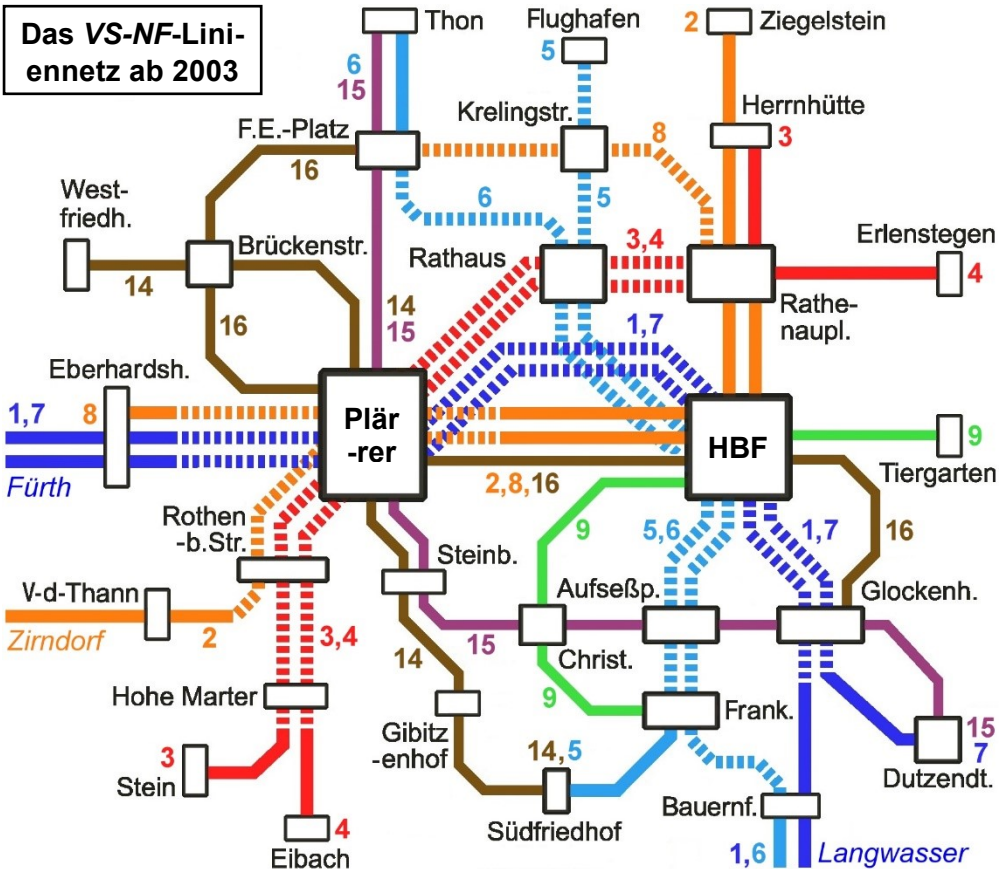 Das VS-NF-Lini-
ennetz ab 2003
Thon
6
15
Flughafen
5
2
Ziegelstein
Herrnhütte
3
Krelingstr.
8
F.E.-Platz
16
6
5
West-
friedh.
14
Brückenstr.
16
14
15
Rathaus
3,4
Rathe-
naupl.
Erlenstegen
4
1,7
Eberhardsh.
1,7
8
Fürth
Plär
-rer
HBF
9
Tiergarten
2,8,16
Rothen
-b.Str.
V-d-Thann
Zirndorf
2
3,4
Steinb.
14
15
9
5,6
1,7
16
Aufseßp.
Glockenh.
Christ.
9
Frank.
Hohe Marter
3
Stein
4
Eibach
Gibitz
-enhof
14,5
Südfriedhof
Bauernf.
1,6
Langwasser
15
7
Dutzendt.